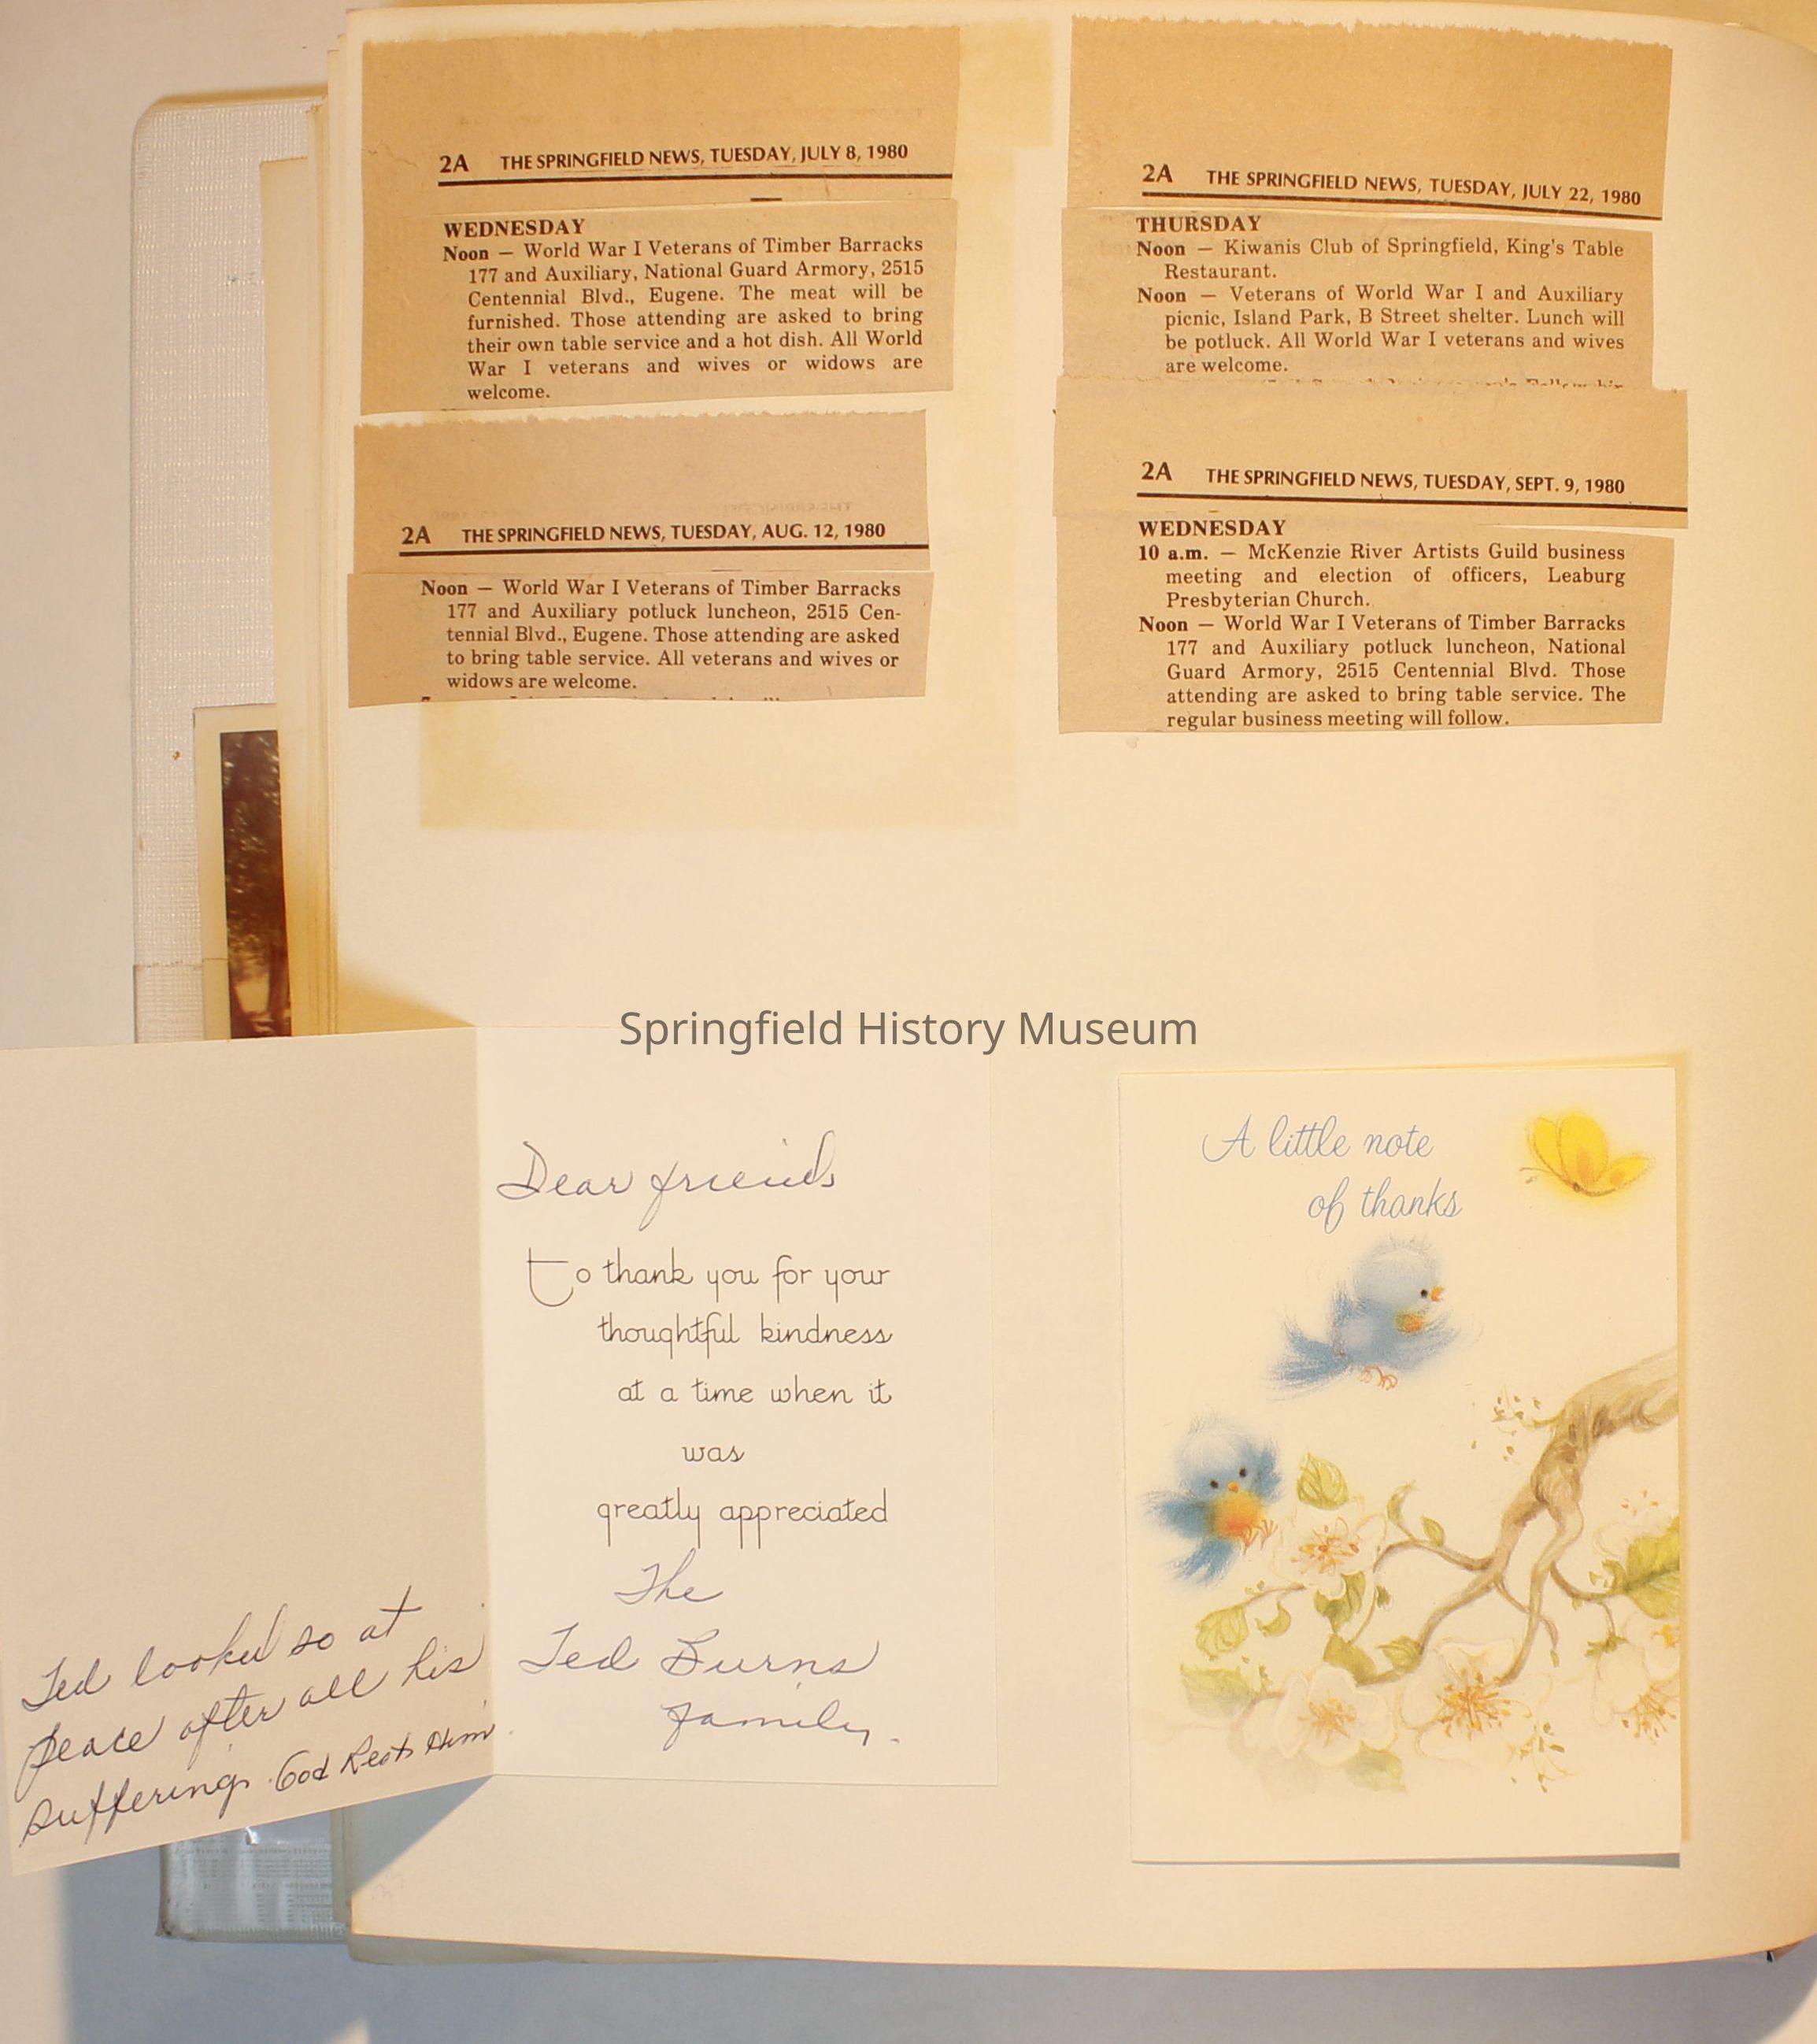 2A THE SPRINGFIELD NEWS, TUESDAY, JULY 8, 1980
WEDNESDAY
Noon — World War I Veterans of Timber Barracks
177 and Auxiliary, National Guard Armory, 2515
Centennial Blvd., Eugene. The meat will be
furnished. Those attending are asked to bring
their own table service and a hot dish. All World
War I veterans and wives or widows are
welcome.
2A THE SPRINGFIELD NEWS, TUESDAY, JULY 22, 1980
THURSDAY
Noon — Kiwanis Club of Springfield, King's Table
Restaurant.
Noon — Veterans of World War I and Auxiliary
picnic, Island Park, B Street shelter. Lunch will
be potluck. All World War I veterans and wives
are welcome.
2A THE SPRINGFIELD NEWS, TUESDAY, AUG. 12, 1980
Noon — World War I Veterans of Timber Barracks
177 and Auxiliary potluck luncheon, 2515 Cen-
tennial Blvd., Eugene. Those attending are asked
to bring table service. All veterans and wives or
widows are welcome.
2A THE SPRINGFIELD NEWS, TUESDAY, SEPT. 9, 1980
WEDNESDAY
10 a.m. — McKenzie River Artists Guild business
meeting and election of officers, Leaburg
Presbyterian Church.
Noon — World War I Veterans of Timber Barracks
177 and Auxiliary potluck luncheon, National
Guard Armory, 2515 Centennial Blvd. Those
attending are asked to bring table service. The
regular business meeting will follow.
Springfield History Museum
Ted looked so at
peace after all his
suffering. God Rests Him.
Dear friends
To thank you for your
thoughtful kindness
at a time when it
was
greatly appreciated
The
Ted Burns
family.
A little note
of thanks